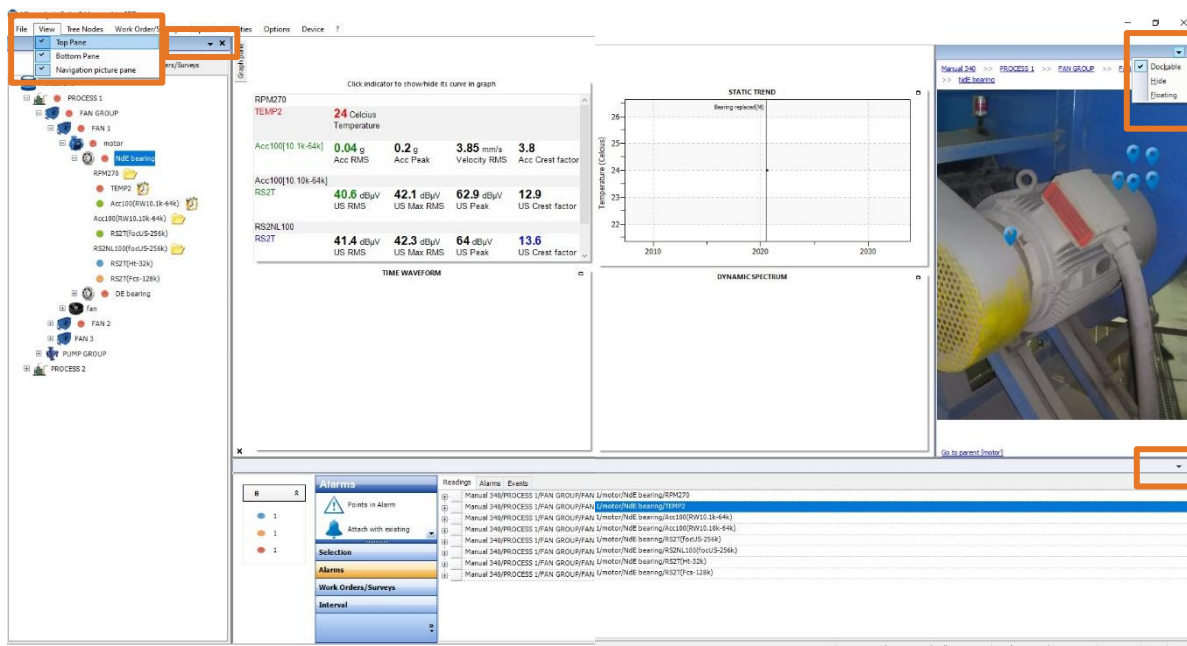 File View Tree Nodes Work Order/S Options Device ?
Top Pane
Bottom Pane
Navigation picture pane
ers/Surveys
PROCESS 1
FAN GROUP
FAN 1
motor
NdE bearing
RPM270
TEMP2
Acc100(RW10.1k-64k)
Acc100(RW10.10k-64k)
RS2T(focUS-256k)
RS2NL100(focUS-256k)
RS2T(Ht-32k)
RS2T(Fcs-128k)
DE bearing
fan
FAN 2
FAN 3
PUMP GROUP
PROCESS 2
Graph pane
Click indicator to show/hide its curve in graph
RPM270
TEMP2 24 Celcius
Temperature
Acc100[10.1k-64k] 0.04 g 0.2 g 3.85 mm/s 3.8
Acc RMS Acc Peak Velocity RMS Acc Crest factor
Acc100[10.10k-64k]
RS2T 40.6 dBµV 42.1 dBµV 62.9 dBµV 12.9
US RMS US Max RMS US Peak US Crest factor
RS2NL100
RS2T 41.4 dBµV 42.3 dBµV 64 dBµV 13.6
US RMS US Max RMS US Peak US Crest factor
TIME WAVEFORM
STATIC TREND
Bearing replaced(M)
Temperature (Celcius)
26
25
24
23
22
2010 2020 2030
DYNAMIC SPECTRUM
Manual 340 >> PROCESS 1 >> FAN GROUP >>
>> NdE bearing
Dockable
Hide
Floating
Go to parent [motor]
8
1
1
1
Alarms
Points in Alarm
Attach with existing
Selection
Alarms
Work Orders/Surveys
Interval
Readings Alarms Events
Manual 340/PROCESS 1/FAN GROUP/FAN 1/motor/NdE bearing/RPM270
Manual 340/PROCESS 1/FAN GROUP/FAN 1/motor/NdE bearing/TEMP2
Manual 340/PROCESS 1/FAN GROUP/FAN 1/motor/NdE bearing/Acc100(RW10.1k-64k)
Manual 340/PROCESS 1/FAN GROUP/FAN 1/motor/NdE bearing/Acc100(RW10.10k-64k)
Manual 340/PROCESS 1/FAN GROUP/FAN 1/motor/NdE bearing/RS2T(focUS-256k)
Manual 340/PROCESS 1/FAN GROUP/FAN 1/motor/NdE bearing/RS2NL100(focUS-256k)
Manual 340/PROCESS 1/FAN GROUP/FAN 1/motor/NdE bearing/RS2T(Ht-32k)
Manual 340/PROCESS 1/FAN GROUP/FAN 1/motor/NdE bearing/RS2T(Fcs-128k)